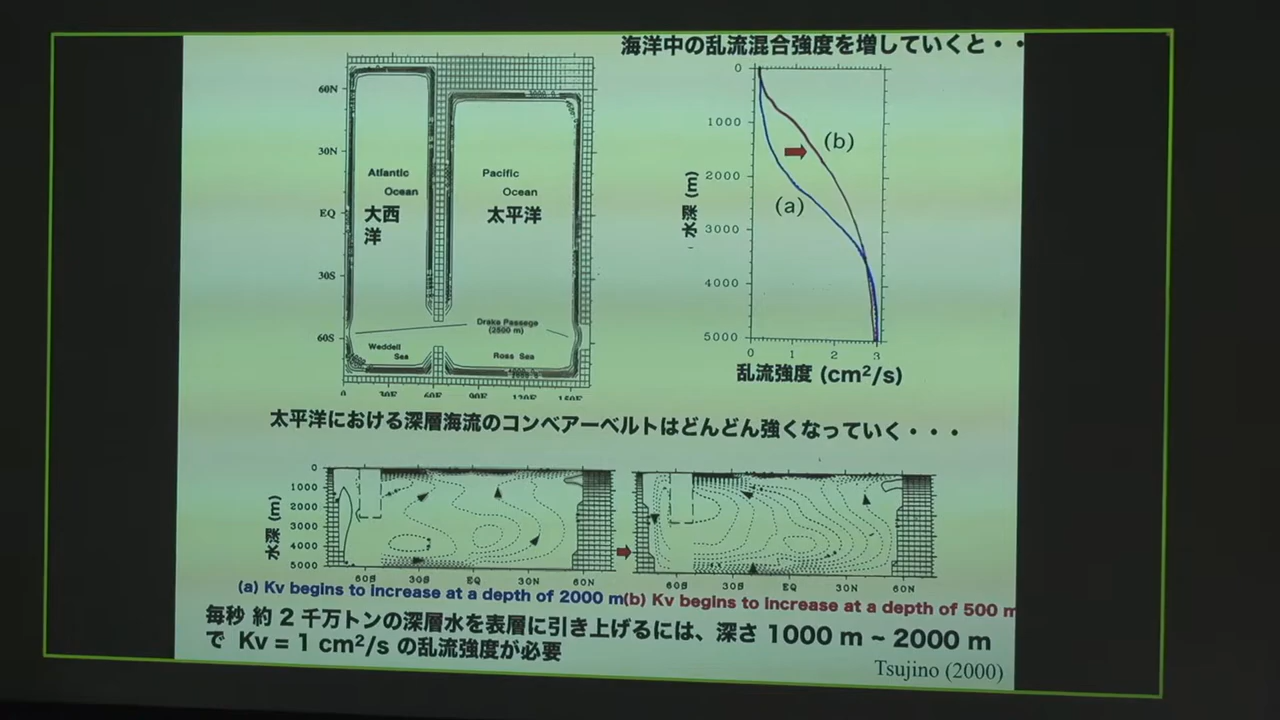 海洋中の乱流混合強度を増していくと・・
60N
30N
EQ
30S
60S
Atlantic
Ocean
大西
洋
Pacific
Ocean
太平洋
Drake Passage
(2500 m)
Weddell
Sea
Ross Sea
0 30E 60E 90E 120E 150E
0
1000
2000
3000
4000
5000
水深 (m)
(a)
(b)
0 1 2 3
乱流強度 (cm²/s)
太平洋における深層海流のコンベアーベルトはどんどん強くなっていく・・・
水深 (m)
0
1000
2000
3000
4000
5000
60S 30S EQ 30N 60N
60S 30S EQ 30N 60N
(a) Kv begins to increase at a depth of 2000 m
(b) Kv begins to increase at a depth of 500 m
毎秒 約 2 千万トンの深層水を表層に引き上げるには、深さ 1000 m ~ 2000 m
で Kv = 1 cm²/s の乱流強度が必要
Tsujino (2000)